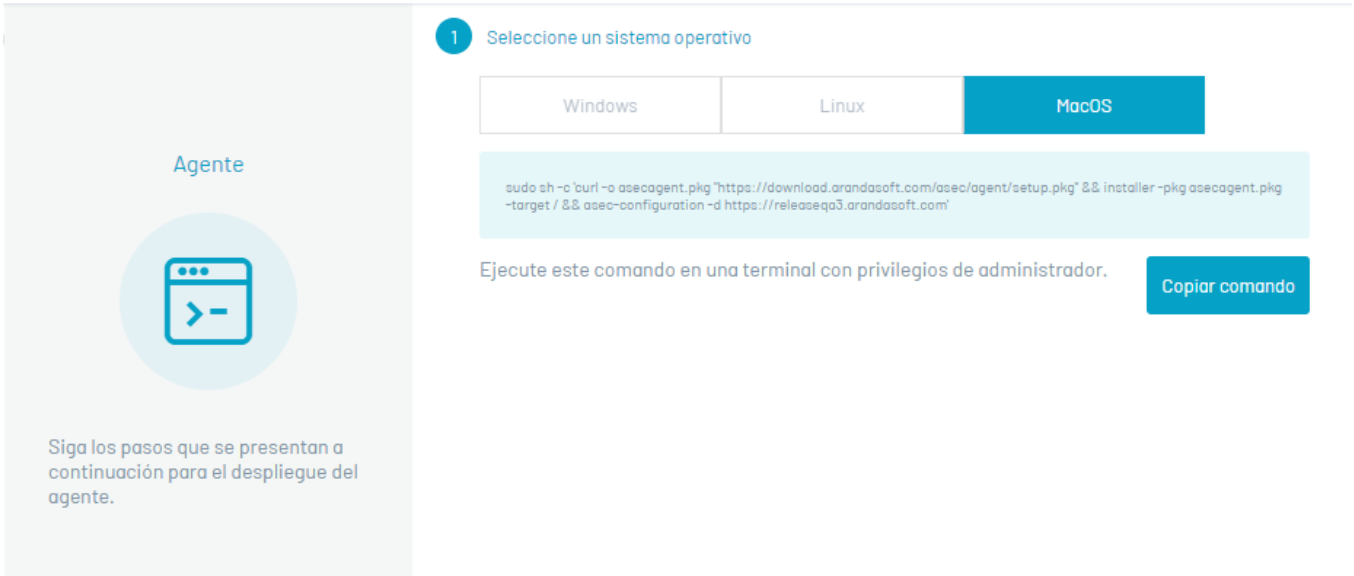 1 Seleccione un sistema operativo
Windows Linux MacOS
Agente
sudo sh -c 'curl -o asecagent.pkg "https://download.arandasoft.com/asec/agent/setup.pkg" && installer -pkg asecagent.pkg
-target / && asec-configuration -d https://releaseqa3.arandasoft.com'
Ejecute este comando en una terminal con privilegios de administrador.
Copiar comando
Siga los pasos que se presentan a
continuación para el despliegue del
agente.